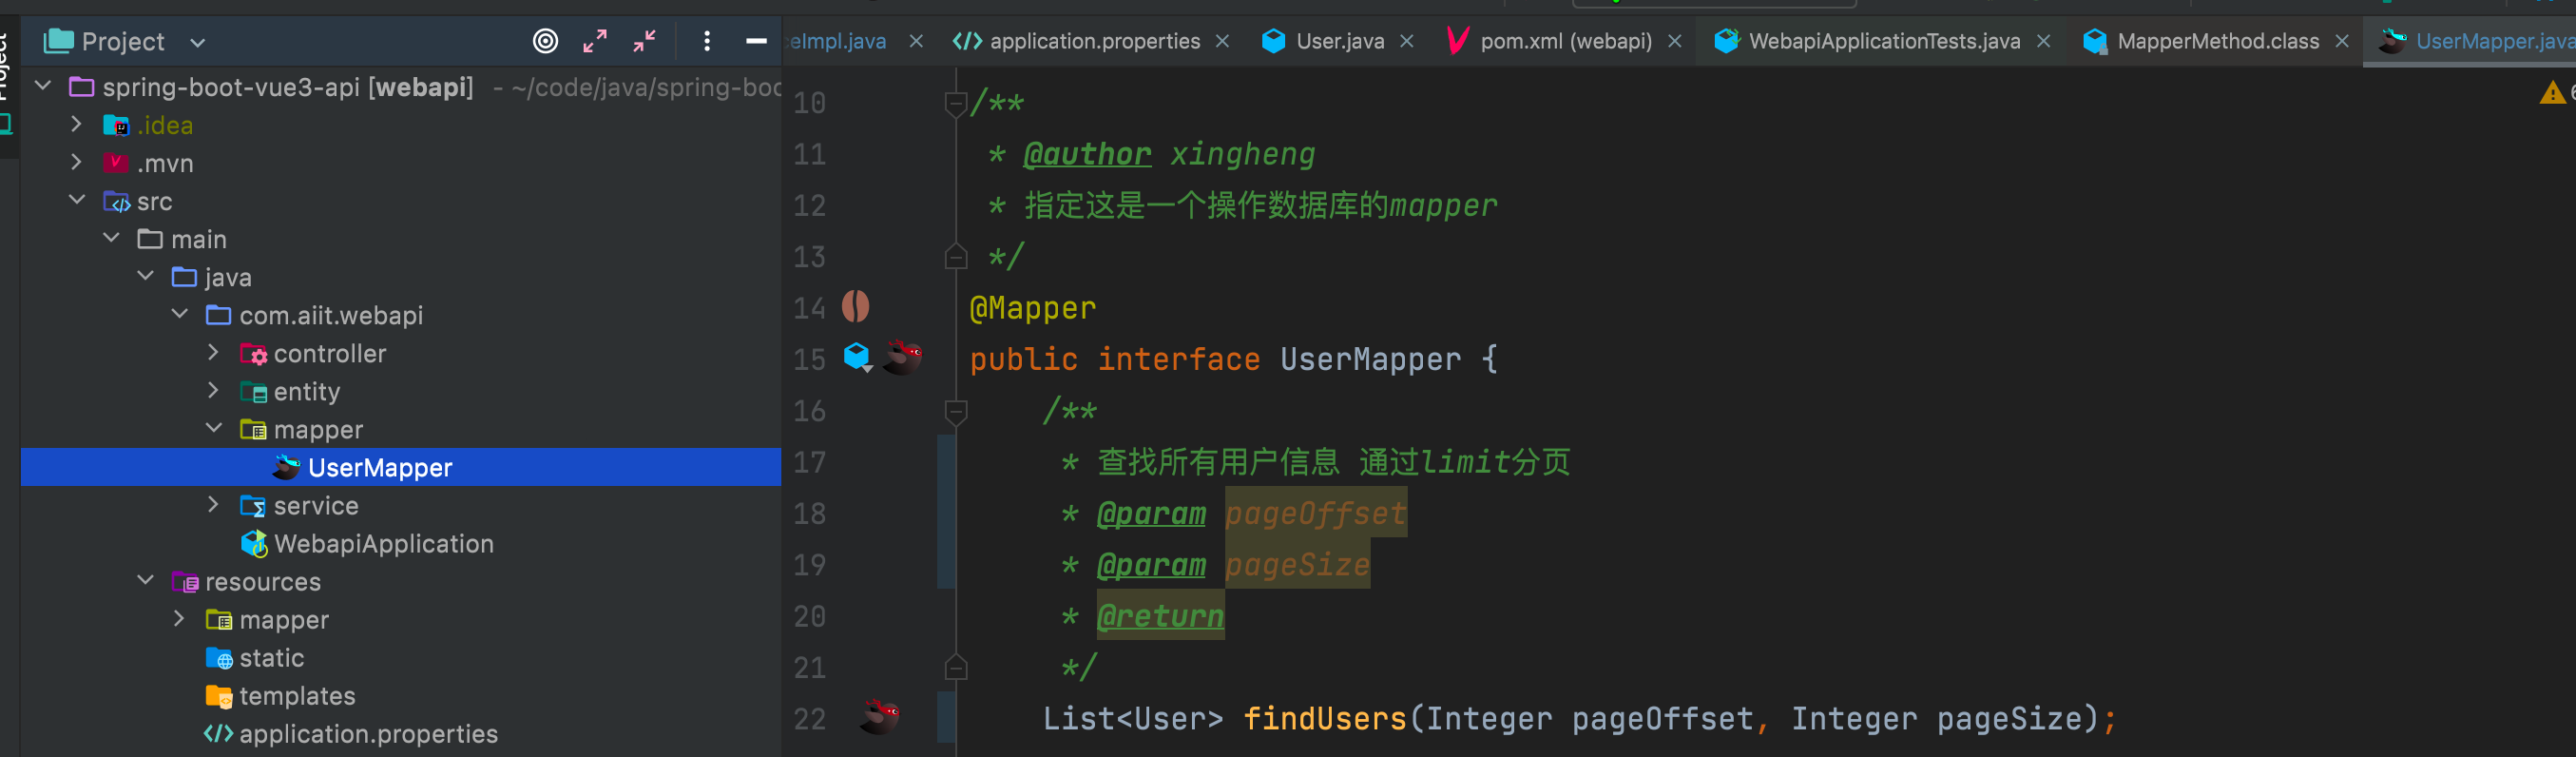 Project
Project
ceImpl.java
application.properties
User.java
pom.xml (webapi)
WebapiApplicationTests.java
MapperMethod.class
UserMapper.java
spring-boot-vue3-api [webapi] - ~/code/java/spring-boo
.idea
.mvn
src
main
java
com.aiit.webapi
controller
entity
mapper
UserMapper
service
WebapiApplication
resources
mapper
static
templates
application.properties
10 /**
11 * @author xingheng
12 * 指定这是一个操作数据库的mapper
13 */
14 @Mapper
15 public interface UserMapper {
16 /**
17 * 查找所有用户信息 通过limit分页
18 * @param pageOffset
19 * @param pageSize
20 * @return
21 */
22 List<User> findUsers(Integer pageOffset, Integer pageSize);